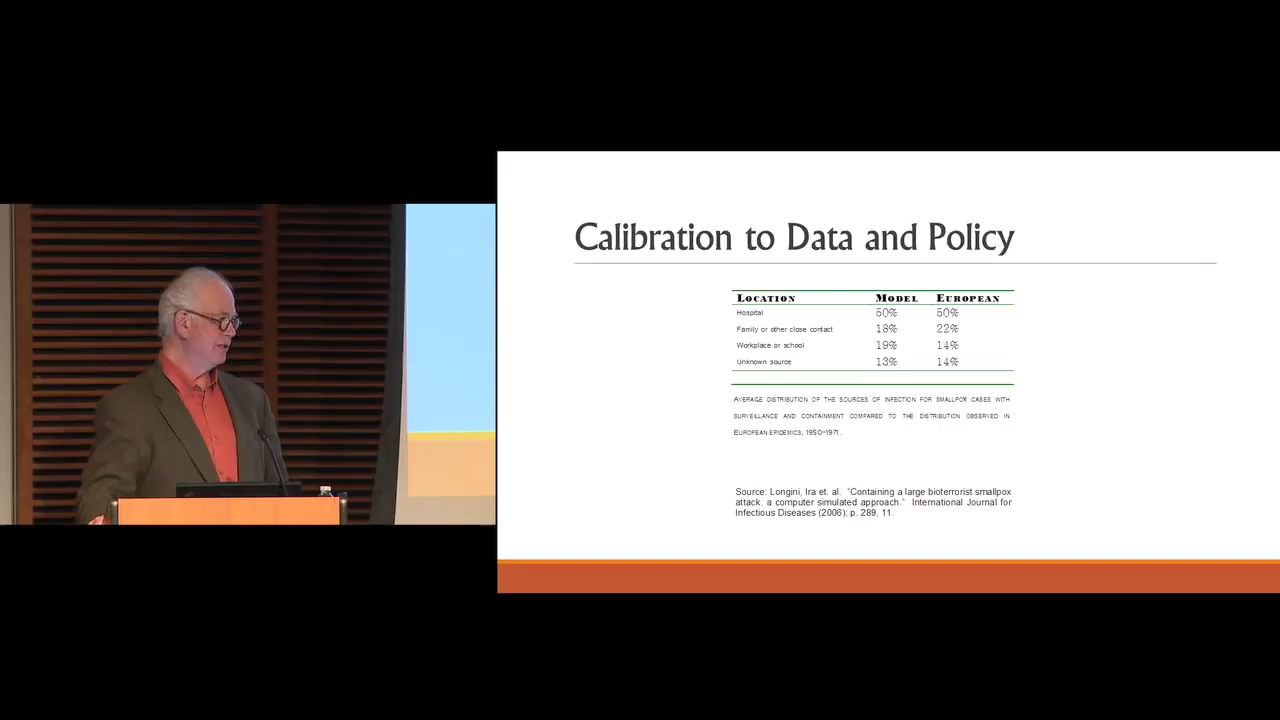 Calibration to Data and Policy
LOCATION MODEL EUROPEAN
Hospital 50% 50%
Family or other close contact 18% 22%
Workplace or school 19% 14%
Unknown source 13% 14%
AVERAGE DISTRIBUTION OF THE SOURCES OF INFECTION FOR SMALLPOX CASES WITH
SURVEILLANCE AND CONTAINMENT COMPARED TO THE DISTRIBUTION OBSERVED IN
EUROPEAN EPIDEMICS, 1950-1971.
Source: Longini, Ira et. al. "Containing a large bioterrorist smallpox
attack: a computer simulated approach." International Journal for
Infectious Diseases (2006); p. 289, 11.